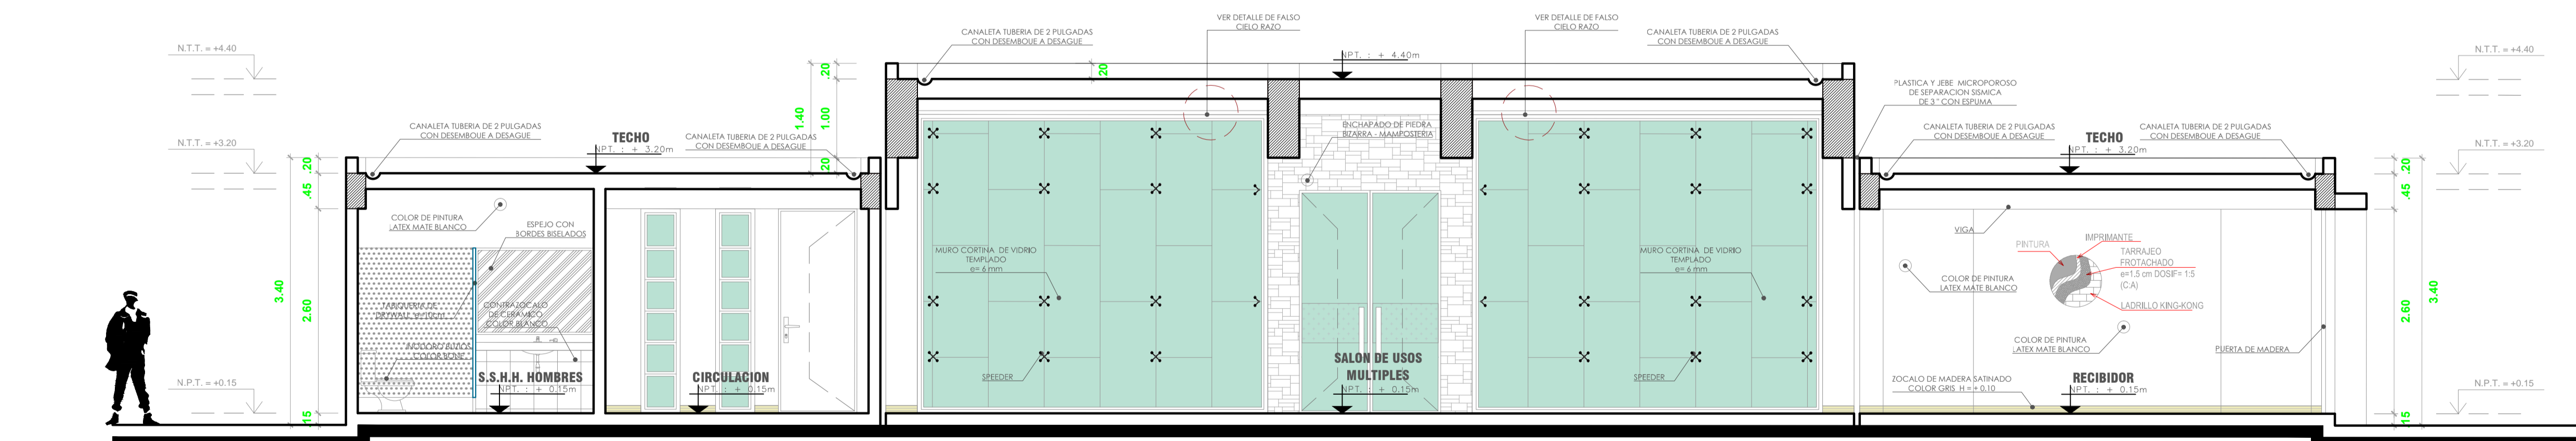 N.T.T. = +4.40
N.T.T. = +3.20
N.P.T. = +0.15
3.40
.20
.45
2.60
.15
CANALETA TUBERIA DE 2 PULGADAS
CON DESEMBOUE A DESAGUE
TECHO
NPT. : + 3.20m
CANALETA TUBERIA DE 2 PULGADAS
CON DESEMBOUE A DESAGUE
COLOR DE PINTURA
LATEX MATE BLANCO
ESPEJO CON
BORDES BISELADOS
TABIQUERIA DE
CONTRAZOCALO
DE CERAMICO
COLOR BLANCO
S.S.H.H. HOMBRES
NPT. : + 0.15m
CIRCULACION
NPT. : + 0.15m
1.40
.20
1.00
.20
CANALETA TUBERIA DE 2 PULGADAS
CON DESEMBOUE A DESAGUE
.20
VER DETALLE DE FALSO
CIELO RAZO
NPT. : + 4.40m
VER DETALLE DE FALSO
CIELO RAZO
CANALETA TUBERIA DE 2 PULGADAS
CON DESEMBOUE A DESAGUE
ENCHAPADO DE PIEDRA
BIZARRA - MAMPOSTERIA
MURO CORTINA DE VIDRIO
TEMPLADO
e= 6 mm
SPEEDER
SALON DE USOS
MULTIPLES
NPT. : + 0.15m
MURO CORTINA DE VIDRIO
TEMPLADO
e= 6 mm
SPEEDER
PLASTICA Y JEBE MICROPOROSO
DE SEPARACION SISMICA
DE 3" CON ESPUMA
CANALETA TUBERIA DE 2 PULGADAS
CON DESEMBOUE A DESAGUE
TECHO
NPT. : + 3.20m
CANALETA TUBERIA DE 2 PULGADAS
CON DESEMBOUE A DESAGUE
VIGA
COLOR DE PINTURA
LATEX MATE BLANCO
PINTURA
IMPRIMANTE
TARRAJEO
FROTACHADO
e=1.5 cm DOSIF= 1:5
(C:A)
LADRILLO KING-KONG
COLOR DE PINTURA
LATEX MATE BLANCO
PUERTA DE MADERA
ZOCALO DE MADERA SATINADO
COLOR GRIS H = + 0.10
RECIBIDOR
NPT. : + 0.15m
.20
.45
2.60
.15
3.40
N.T.T. = +4.40
N.T.T. = +3.20
N.P.T. = +0.15